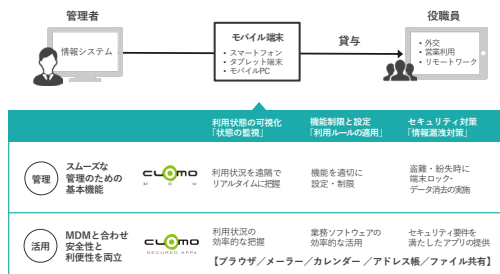 管理者
役職員
情報システム
モバイル端末
・スマートフォン
・タブレット端末
・モバイルPC
貸与
・外交
・営業利用
・リモートワーク
利用状態の可視化
「状態の監視」
機能制限と設定
「利用ルールの適用」
セキュリティ対策
「情報漏洩対策」
管理
スムーズな
管理のための
基本機能
CLOMO
MDM
利用状況を遠隔で
リアルタイムに把握
機能を適切に
設定・制限
盗難・紛失時に
端末ロック・
データ消去の実施
活用
MDMと合わせ
安全性と
利便性を両立
CLOMO
SECURED APPs
利用状況の
効率的な把握
業務ソフトウェアの
効率的な活用
セキュリティ要件を
満たしたアプリの提供
【ブラウザ／メーラー／カレンダー／アドレス帳／ファイル共有】